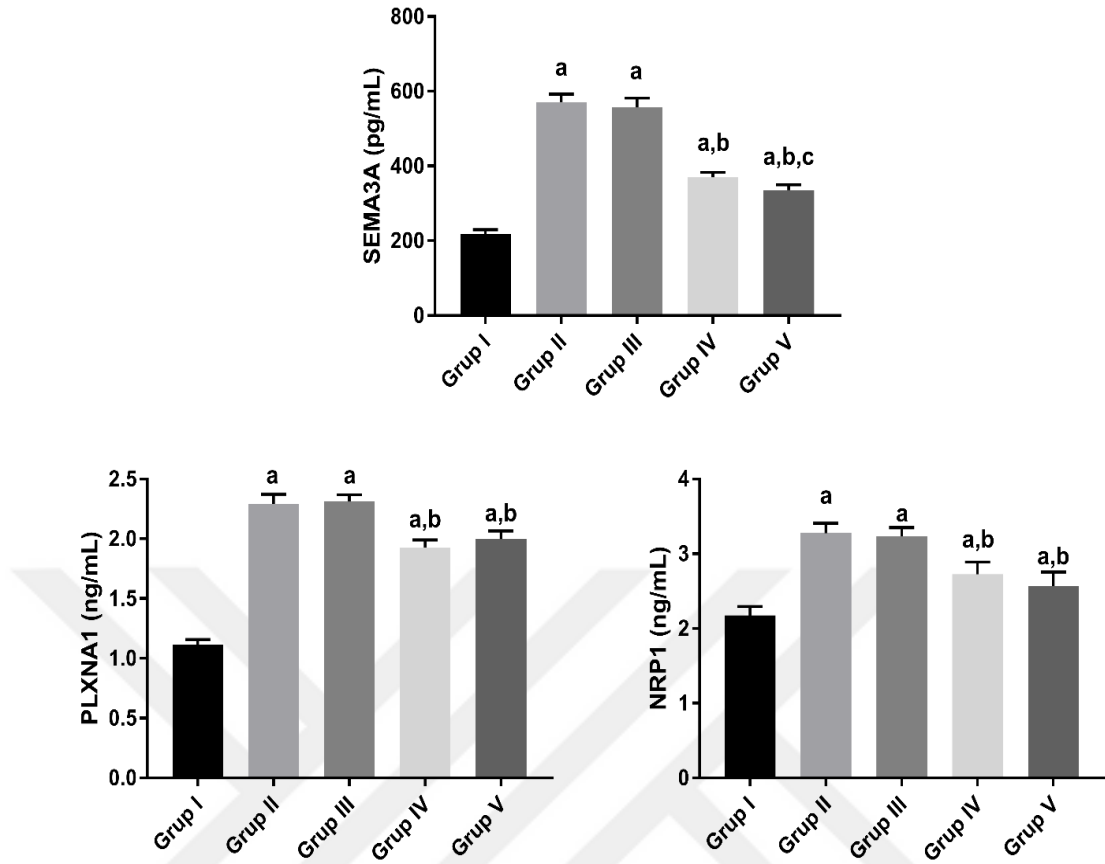 SEMA3A (pg/mL)
800
600
400
200
0
a
a
a,b
a,b,c
Grup I
Grup II
Grup III
Grup IV
Grup V
PLXNA1 (ng/mL)
2.5
2.0
1.5
1.0
0.5
0.0
a
a
a,b
a,b
Grup I
Grup II
Grup III
Grup IV
Grup V
NRP1 (ng/mL)
4
3
2
1
0
a
a
a,b
a,b
Grup I
Grup II
Grup III
Grup IV
Grup V